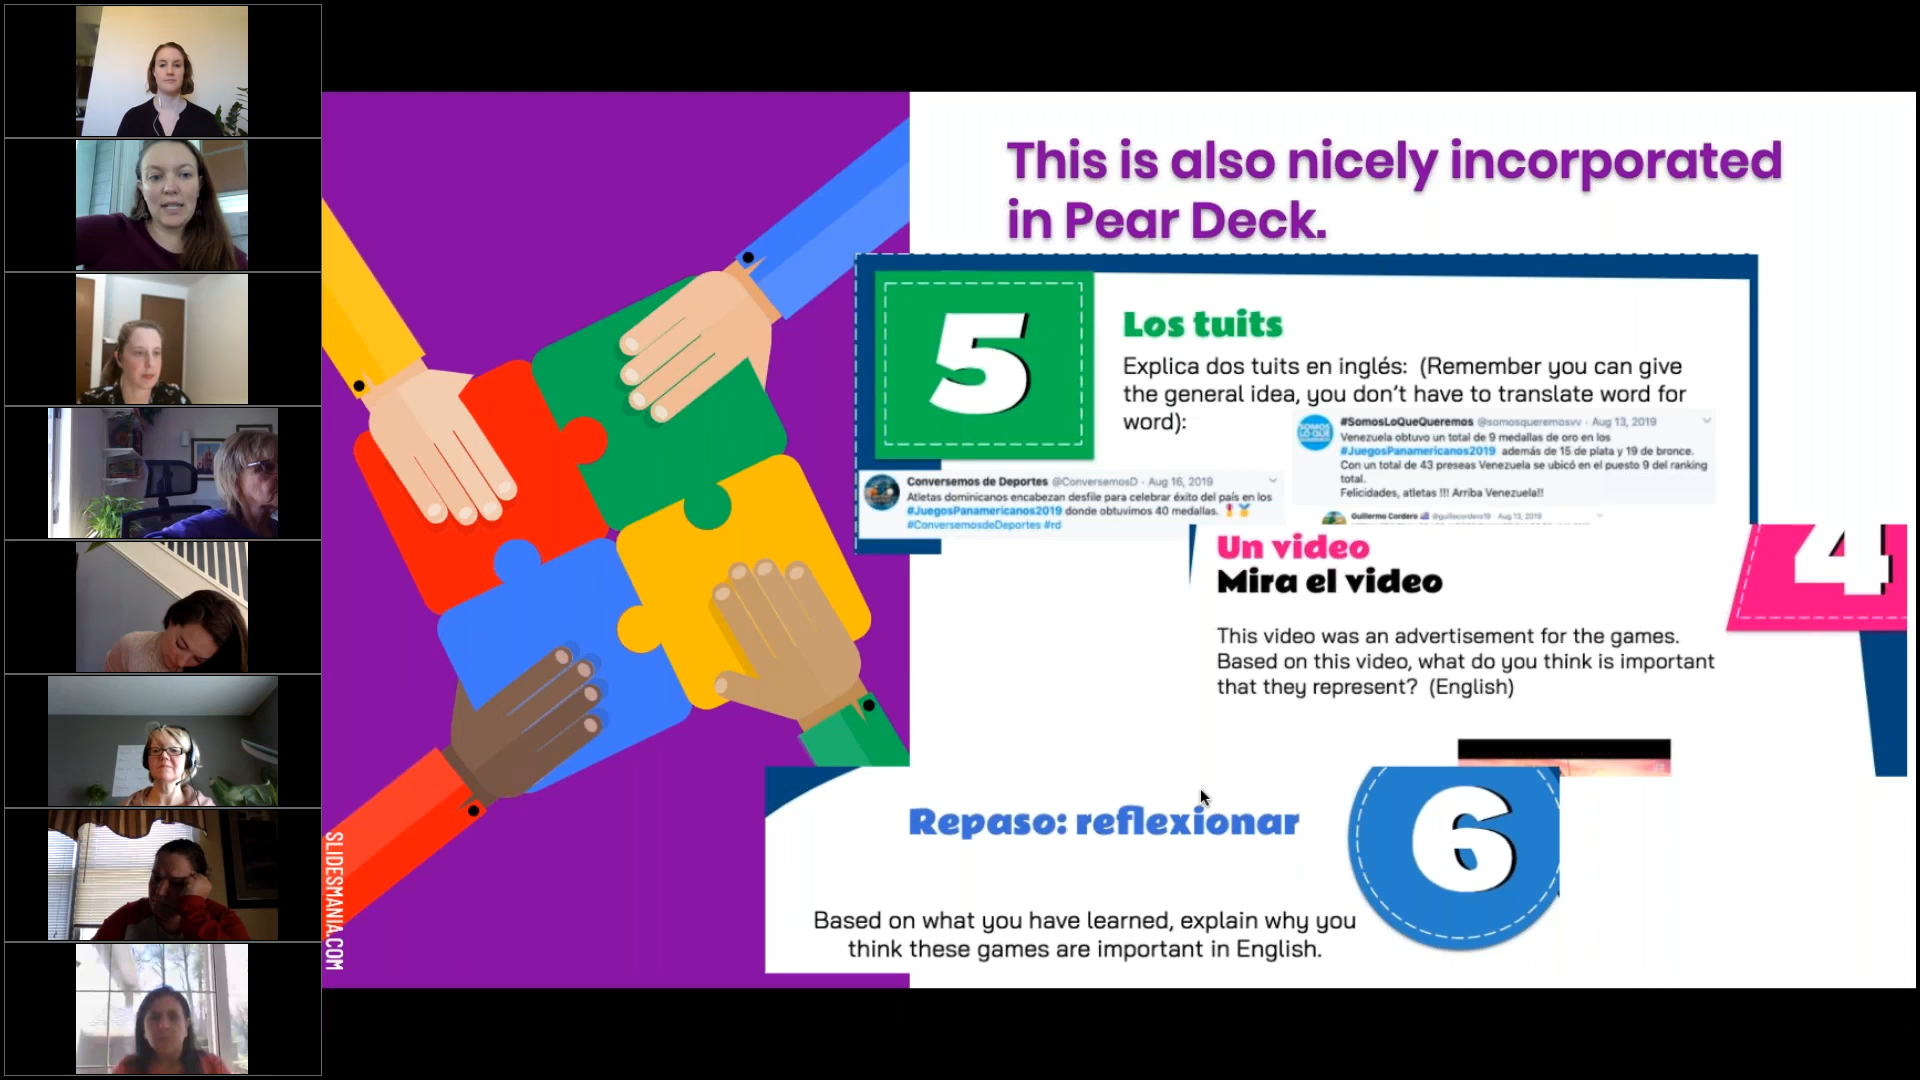 This is also nicely incorporated
in Pear Deck.
5
Los tuits
Explica dos tuits en inglés: (Remember you can give
the general idea, you don't have to translate word for
word):
#SomosLoQueQueremos @somosqueremosvv · Aug 13, 2019
Venezuela obtuvo un total de 9 medallas de oro en los
#JuegosPanamericanos2019 además de 15 de plata y 19 de bronce.
Con un total de 43 preseas Venezuela se ubicó en el puesto 9 del ranking
total.
Felicidades, atletas !!! Arriba Venezuela!!
Conversemos de Deportes @ConversemosD · Aug 16, 2019
Atletas dominicanos encabezan desfile para celebrar éxito del país en los
#JuegosPanamericanos2019 donde obtuvimos 40 medallas.
#ConversemosdeDeportes #rd
Guillermo Cordero @guillecordero19 · Aug 13, 2019
4
Un video
Mira el video
This video was an advertisement for the games.
Based on this video, what do you think is important
that they represent? (English)
6
Repaso: reflexionar
Based on what you have learned, explain why you
think these games are important in English.
SLIDESMANIA.COM